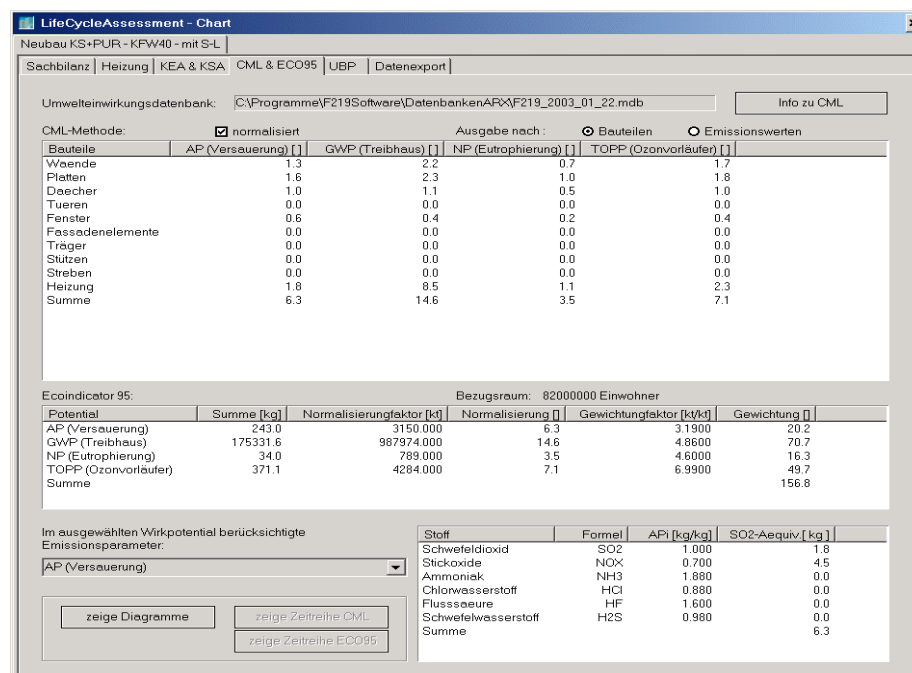 LifeCycleAssessment - Chart
Neubau KS+PUR - KFW40 - mit S-L
Sachbilanz Heizung KEA & KSA CML & ECO95 UBP Datenexport
Umwelteinwirkungsdatenbank: C:\Programme\F219Software\DatenbankenARX\F219_2003_01_22.mdb Info zu CML
CML-Methode: normalisiert Ausgabe nach : Bauteilen Emissionswerten
Bauteile AP (Versauerung) [] GWP (Treibhaus) [] NP (Eutrophierung) [] TOPP (Ozonvorläufer) []
Waende 1.3 2.2 0.7 1.7
Platten 1.6 2.3 1.0 1.8
Daecher 1.0 1.1 0.5 1.0
Tueren 0.0 0.0 0.0 0.0
Fenster 0.6 0.4 0.2 0.4
Fassadenelemente 0.0 0.0 0.0 0.0
Träger 0.0 0.0 0.0 0.0
Stützen 0.0 0.0 0.0 0.0
Streben 0.0 0.0 0.0 0.0
Heizung 1.8 8.5 1.1 2.3
Summe 6.3 14.6 3.5 7.1
Ecoindicator 95: Bezugsraum: 82000000 Einwohner
Potential Summe [kg] Normalisierungfaktor [kt] Normalisierung [] Gewichtungfaktor [kt/kt] Gewichtung []
AP (Versauerung) 243.0 3150.000 6.3 3.1900 20.2
GWP (Treibhaus) 175331.6 987974.000 14.6 4.8600 70.7
NP (Eutrophierung) 34.0 789.000 3.5 4.6000 16.3
TOPP (Ozonvorläufer) 371.1 4284.000 7.1 6.9900 49.7
Summe 156.8
Im ausgewählten Wirkpotential berücksichtigte
Emissionsparameter:
AP (Versauerung)
zeige Diagramme zeige Zeitreihe CML
zeige Zeitreihe ECO95
Stoff Formel APi [kg/kg] SO2-Aequiv.[ kg ]
Schwefeldioxid SO2 1.000 1.8
Stickoxide NOX 0.700 4.5
Ammoniak NH3 1.880 0.0
Chlorwasserstoff HCl 0.880 0.0
Flusssaeure HF 1.600 0.0
Schwefelwasserstoff H2S 0.980 0.0
Summe 6.3